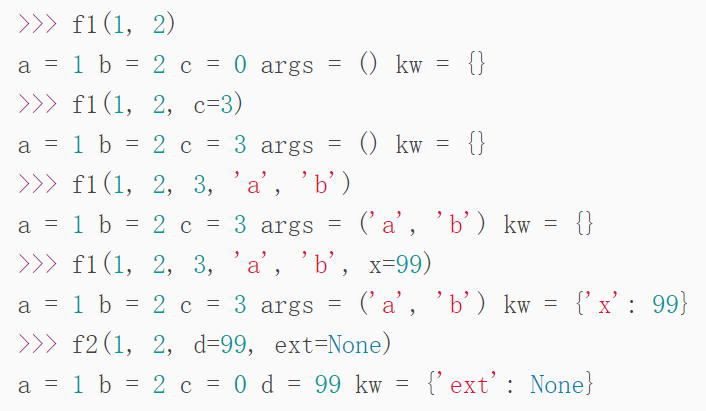 >>> f1(1, 2)
a = 1 b = 2 c = 0 args = () kw = {}
>>> f1(1, 2, c=3)
a = 1 b = 2 c = 3 args = () kw = {}
>>> f1(1, 2, 3, 'a', 'b')
a = 1 b = 2 c = 3 args = ('a', 'b') kw = {}
>>> f1(1, 2, 3, 'a', 'b', x=99)
a = 1 b = 2 c = 3 args = ('a', 'b') kw = {'x': 99}
>>> f2(1, 2, d=99, ext=None)
a = 1 b = 2 c = 0 d = 99 kw = {'ext': None}